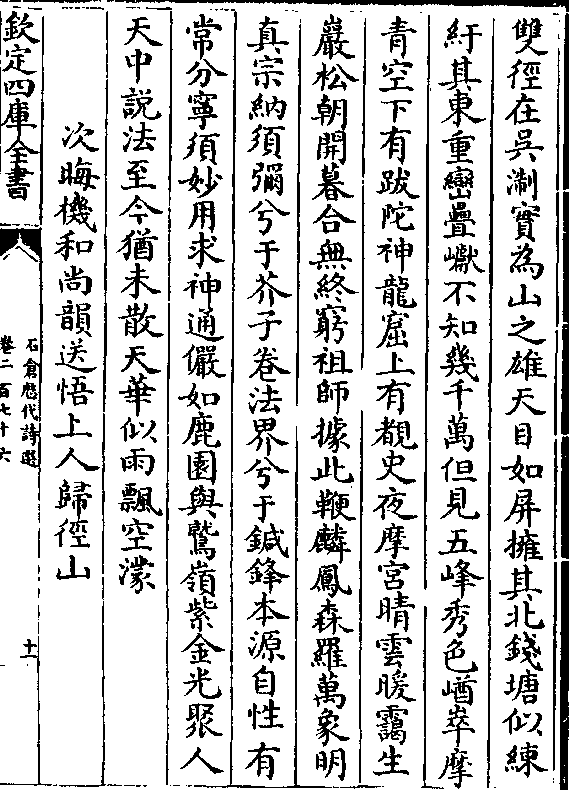 雙徑在吳淛實為山之雄天目如屏擁其北錢塘似練
紆其東重巒疊巘不知幾千萬但見五峰秀色崷崒摩
青空下有跋陀神龍窟上有覩史夜摩宮晴雲暖靄生
巖松朝開暮合無終窮祖師據此鞭麟鳳森羅萬象明
真宗納須彌兮于芥子卷法界兮于鍼鋒本源自性有
常分寧須妙用求神通儼如鹿園與鷲嶺紫金光聚人
天中説法至今猶未散天華似雨飄空濛
次晦機和尚韻送悟上人歸徑山
欽定四庫全書
石倉歷代詩選
卷二百七十六
十一